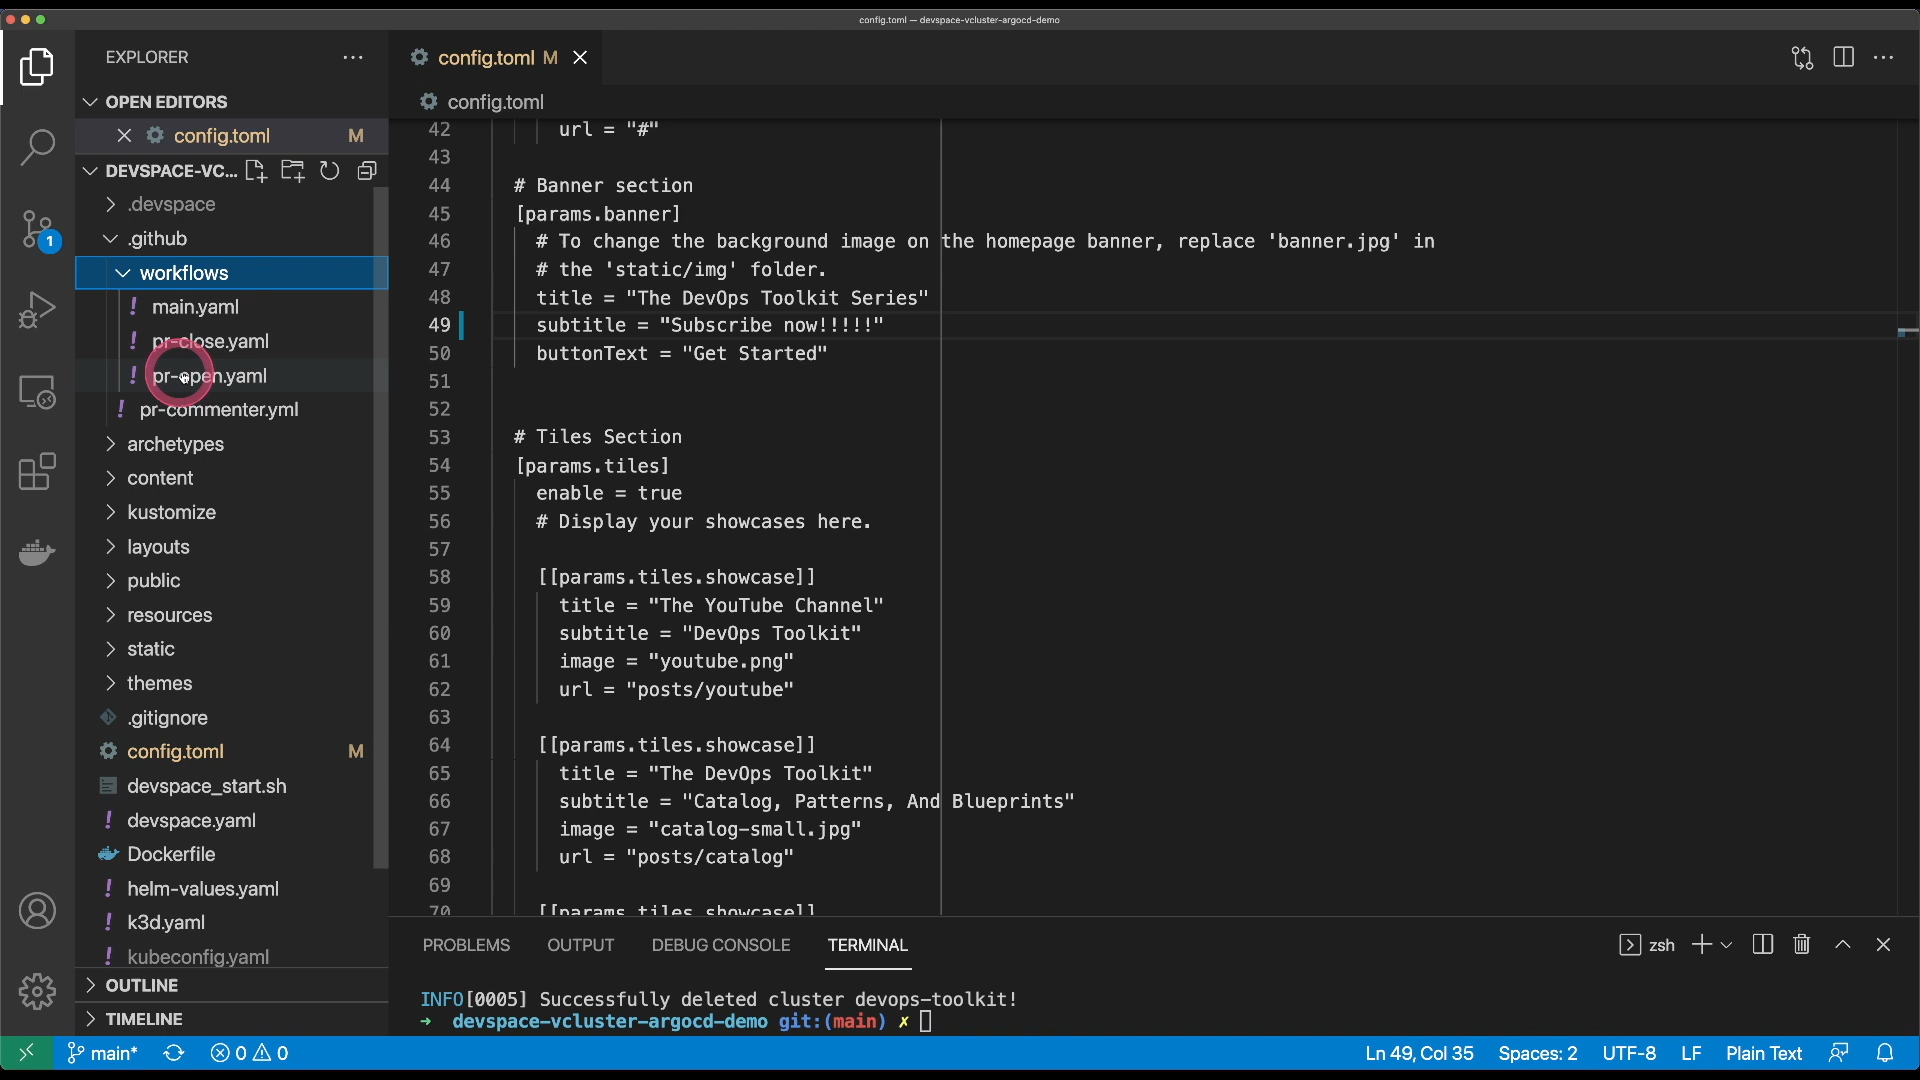 config.toml — devspace-vcluster-argocd-demo
EXPLORER
OPEN EDITORS
config.toml M
DEVSPACE-VC...
.devspace
.github
workflows
main.yaml
pr-close.yaml
pr-open.yaml
pr-commenter.yml
archetypes
content
kustomize
layouts
public
resources
static
themes
.gitignore
config.toml M
devspace_start.sh
devspace.yaml
Dockerfile
helm-values.yaml
k3d.yaml
kubeconfig.yaml
OUTLINE
TIMELINE
1
config.toml M
config.toml
42 url = "#"
43
44 # Banner section
45 [params.banner]
46 # To change the background image on the homepage banner, replace 'banner.jpg' in
47 # the 'static/img' folder.
48 title = "The DevOps Toolkit Series"
49 subtitle = "Subscribe now!!!!!"
50 buttonText = "Get Started"
51
52
53 # Tiles Section
54 [params.tiles]
55 enable = true
56 # Display your showcases here.
57
58 [[params.tiles.showcase]]
59 title = "The YouTube Channel"
60 subtitle = "DevOps Toolkit"
61 image = "youtube.png"
62 url = "posts/youtube"
63
64 [[params.tiles.showcase]]
65 title = "The DevOps Toolkit"
66 subtitle = "Catalog, Patterns, And Blueprints"
67 image = "catalog-small.jpg"
68 url = "posts/catalog"
69
70 [[params.tiles.showcase]]
PROBLEMS OUTPUT DEBUG CONSOLE TERMINAL zsh
INFO[0005] Successfully deleted cluster devops-toolkit!
➜ devspace-vcluster-argocd-demo git:(main) ✗
main* 0 0 Ln 49, Col 35 Spaces: 2 UTF-8 LF Plain Text